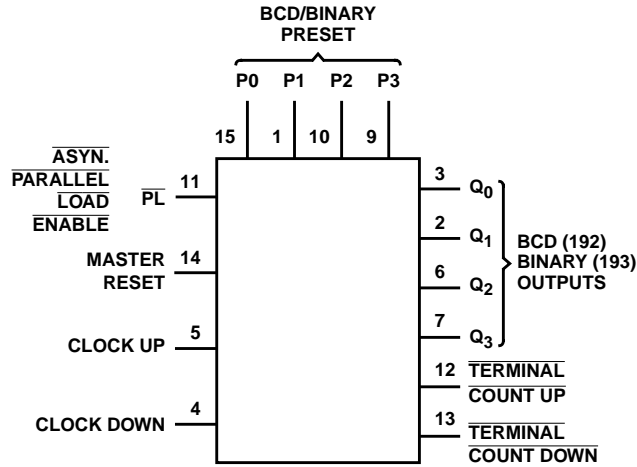 BCD/BINARY
PRESET
P0 P1 P2 P3
15 1 10 9
ASYN.
PARALLEL
LOAD
ENABLE
PL
11
MASTER
RESET
14
CLOCK UP
5
CLOCK DOWN
4
3 Q0
2 Q1
6 Q2
7 Q3
BCD (192)
BINARY (193)
OUTPUTS
12 TERMINAL
COUNT UP
13 TERMINAL
COUNT DOWN